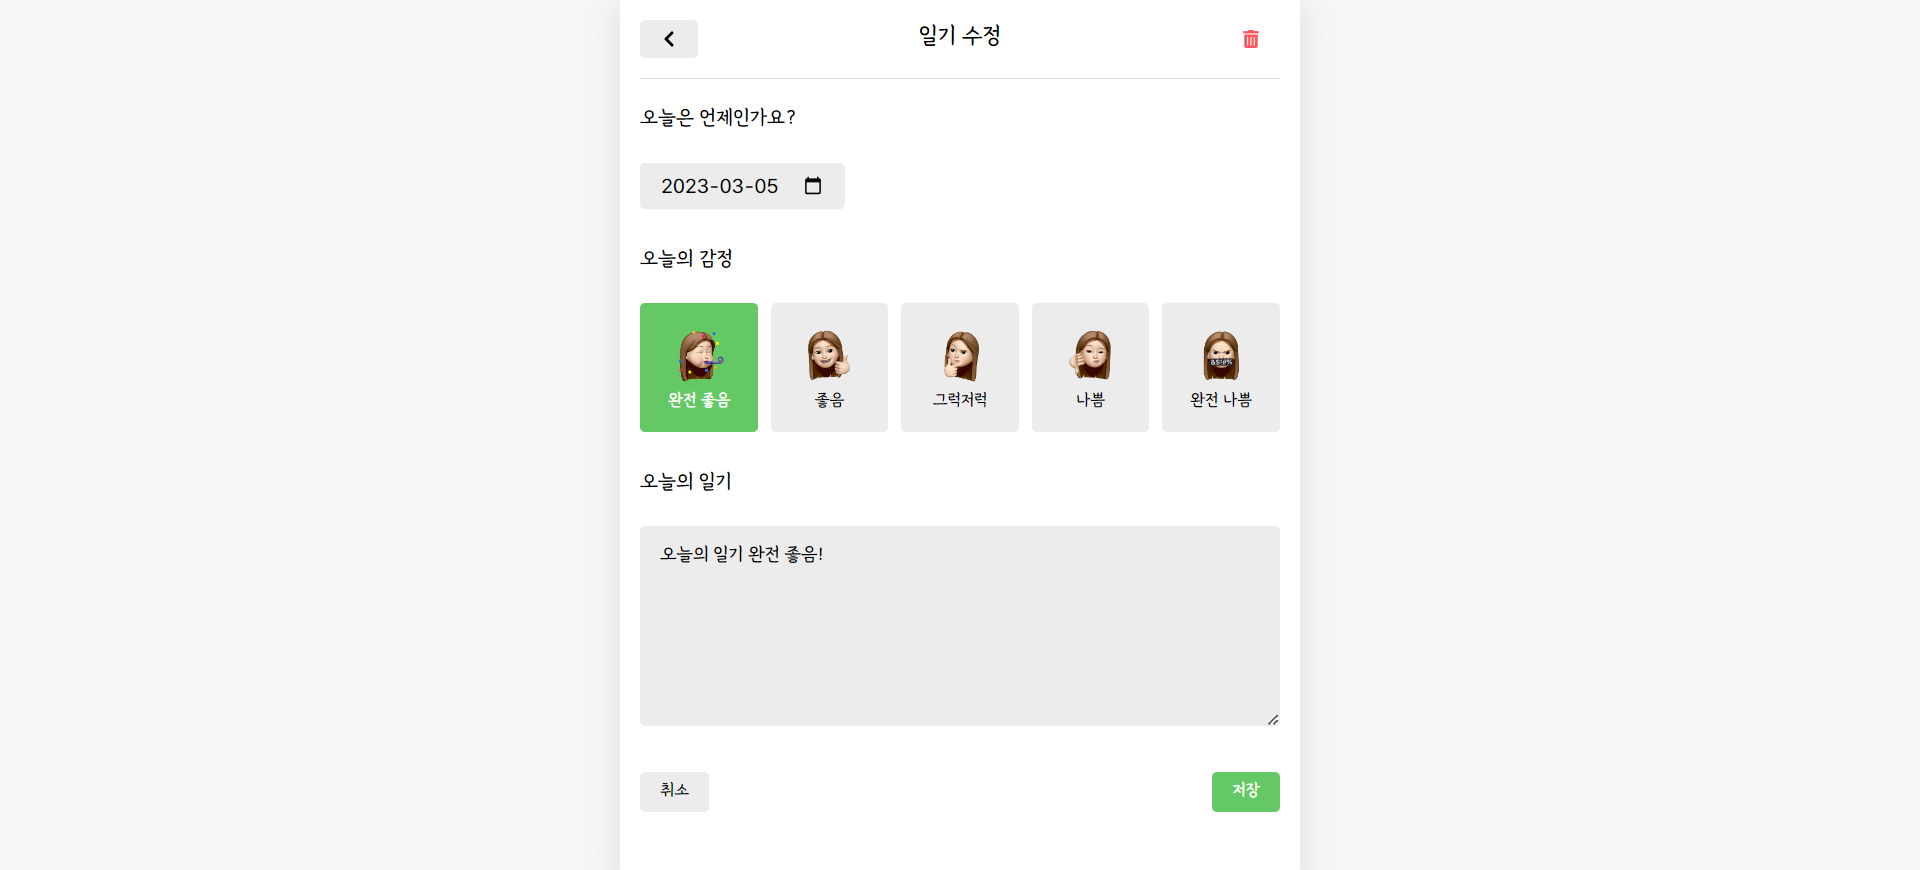 일기 수정
오늘은 언제인가요?
2023-03-05
오늘의 감정
&$!#%
완전 좋음
좋음
그럭저럭
나쁨
완전 나쁨
오늘의 일기
오늘의 일기 완전 좋음!
취소
저장